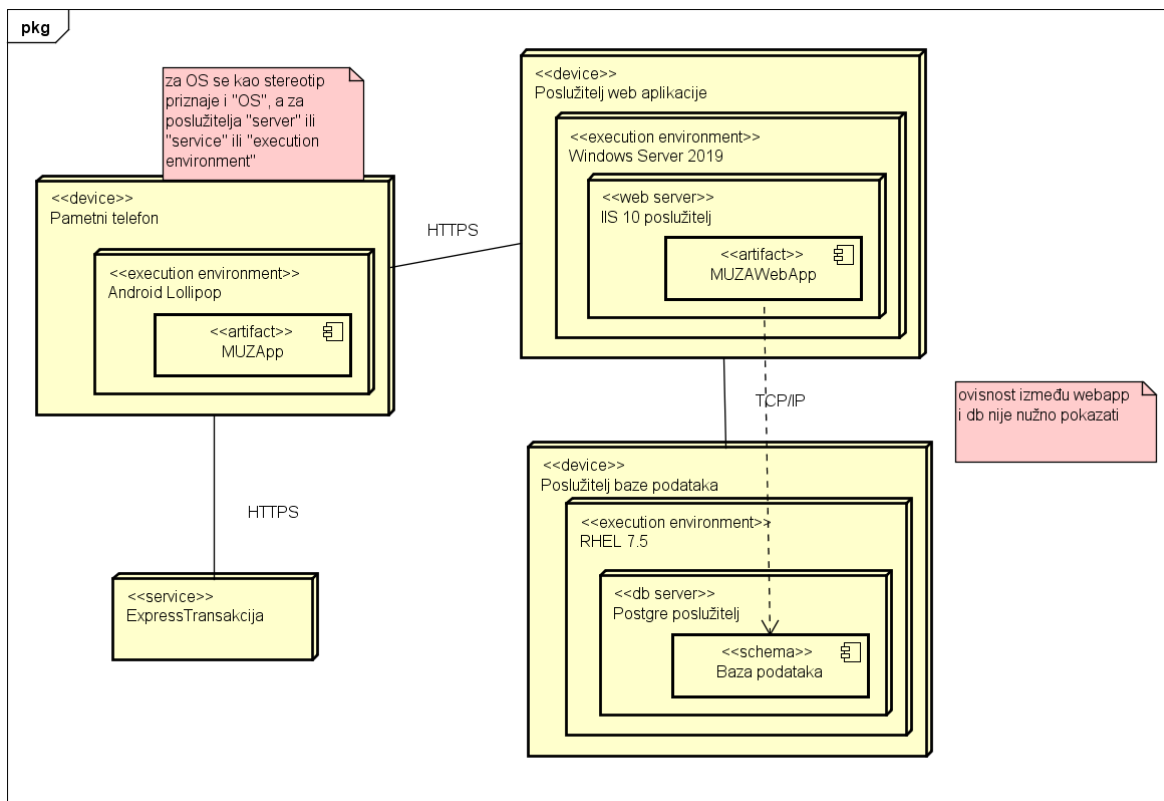 pkg
za OS se kao stereotip
priznaje i "OS", a za
poslužitelja "server" ili
"service" ili "execution
environment"
<<device>>
Pametni telefon
<<execution environment>>
Android Lollipop
<<artifact>>
MUZApp
HTTPS
<<device>>
Poslužitelj web aplikacije
<<execution environment>>
Windows Server 2019
<<web server>>
IIS 10 poslužitelj
<<artifact>>
MUZAWebApp
TCP/IP
ovisnost između webapp
i db nije nužno pokazati
<<device>>
Poslužitelj baze podataka
<<execution environment>>
RHEL 7.5
<<db server>>
Postgre poslužitelj
<<schema>>
Baza podataka
HTTPS
<<service>>
ExpressTransakcija